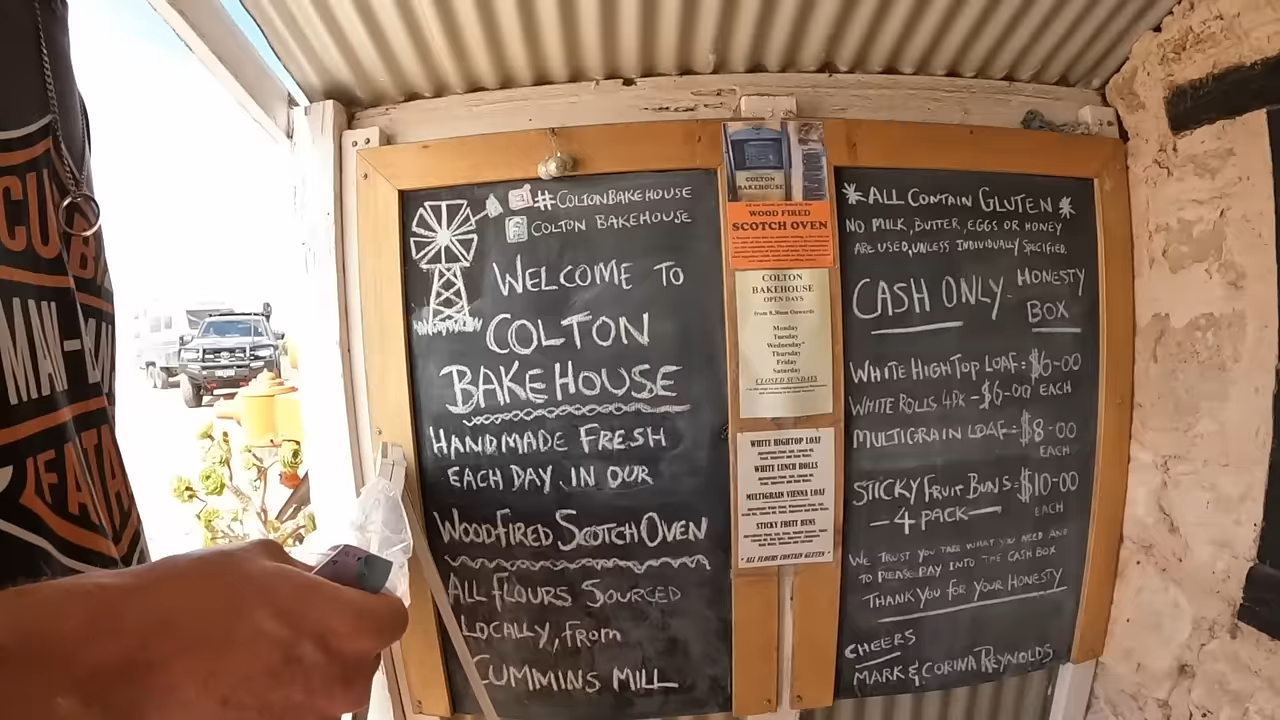 #COLTONBAKEHOUSE
COLTON BAKEHOUSE
WELCOME TO
COLTON
BAKEHOUSE
HANDMADE FRESH
EACH DAY IN OUR
WOODFIRED SCOTCH OVEN
ALL FLOURS SOURCED
LOCALLY, FROM
CUMMINS MILL
COLTON
BAKEHOUSE
WOOD FIRED
SCOTCH OVEN
COLTON
BAKEHOUSE
OPEN DAYS
from 8.30am Onwards
Monday
Tuesday
Wednesday*
Thursday
Friday
Saturday
CLOSED SUNDAYS
WHITE HIGHTOP LOAF
WHITE LUNCH ROLLS
MULTIGRAIN VIENNA LOAF
STICKY FRUIT BUNS
* ALL FLOURS CONTAIN GLUTEN *
*ALL CONTAIN GLUTEN*
NO MILK, BUTTER, EGGS OR HONEY
ARE USED, UNLESS INDIVIDUALLY SPECIFIED.
CASH ONLY - HONESTY
BOX
WHITE HIGHTOP LOAF = $6-00
EACH
WHITE ROLLS 4PK - $6-00
MULTIGRAIN LOAF = $8-00
EACH
STICKY FRUIT BUNS = $10-00
— 4 PACK — EACH
WE TRUST YOU TAKE WHAT YOU NEED AND
TO PLEASE PAY INTO THE CASH BOX
THANK YOU FOR YOUR HONESTY
CHEERS
MARK & CORINA REYNOLDS